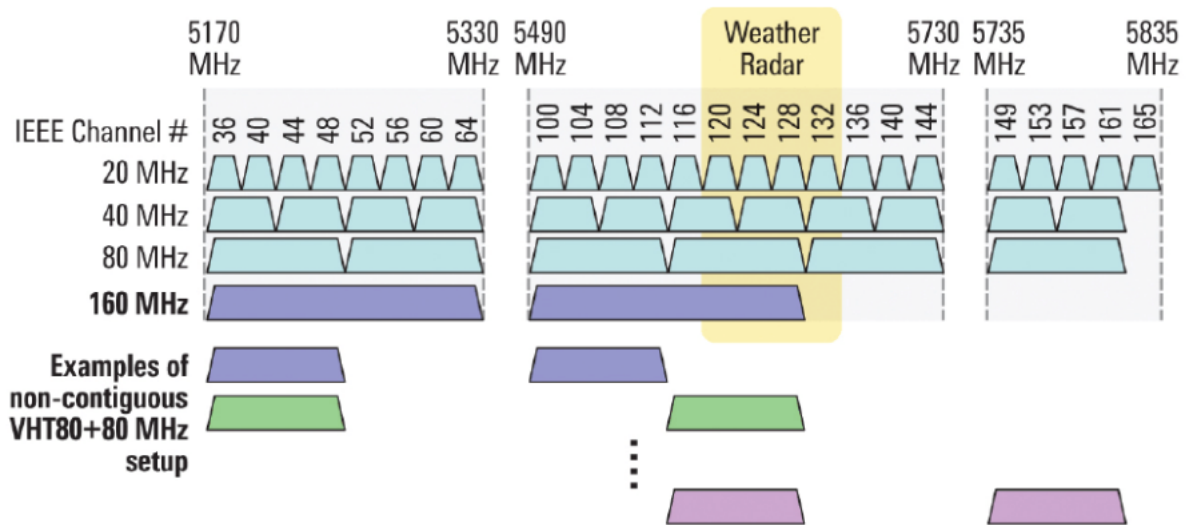 5170 MHz
5330 MHz
5490 MHz
Weather Radar
5730 MHz
5735 MHz
5835 MHz
IEEE Channel #
36 40 44 48 52 56 60 64 100 104 108 112 116 120 124 128 132 136 140 144 149 153 157 161 165
20 MHz
40 MHz
80 MHz
160 MHz
Examples of
non-contiguous
VHT80+80 MHz
setup